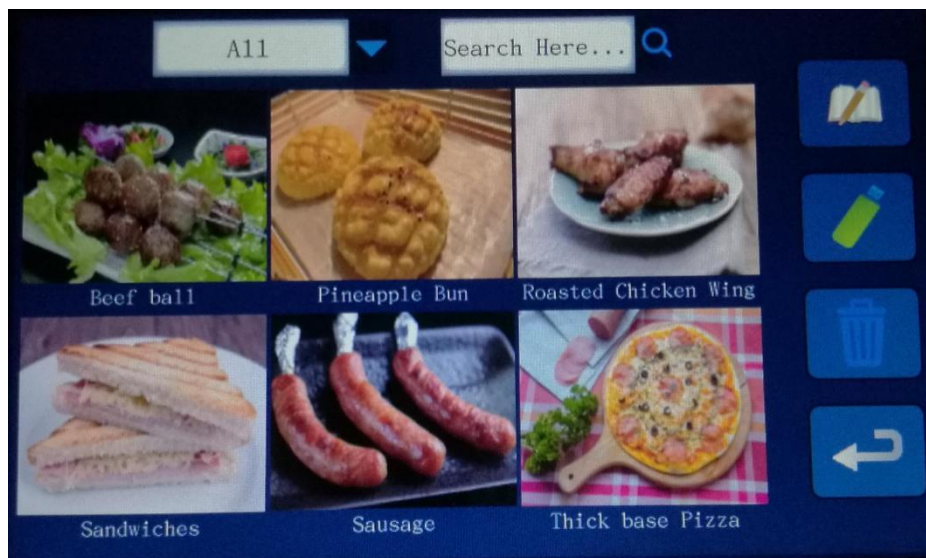 All
Search Here...
Beef ball
Pineapple Bun
Roasted Chicken Wing
Sandwiches
Sausage
Thick base Pizza